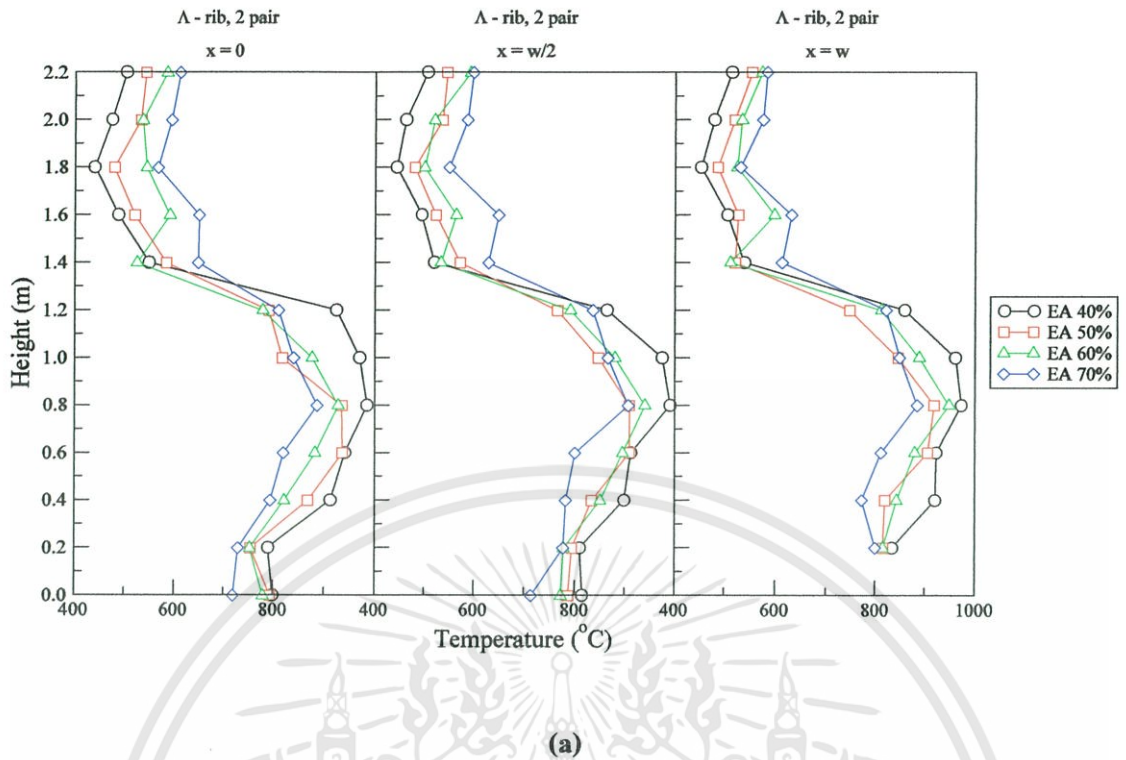 Λ - rib, 2 pair
x = 0
Λ - rib, 2 pair
x = w/2
Λ - rib, 2 pair
x = w
2.2
2.0
1.8
1.6
1.4
1.2
1.0
0.8
0.6
0.4
0.2
0.0
Height (m)
400 600 800 400 600 800 400 600 800 1000
Temperature (°C)
EA 40%
EA 50%
EA 60%
EA 70%
(a)